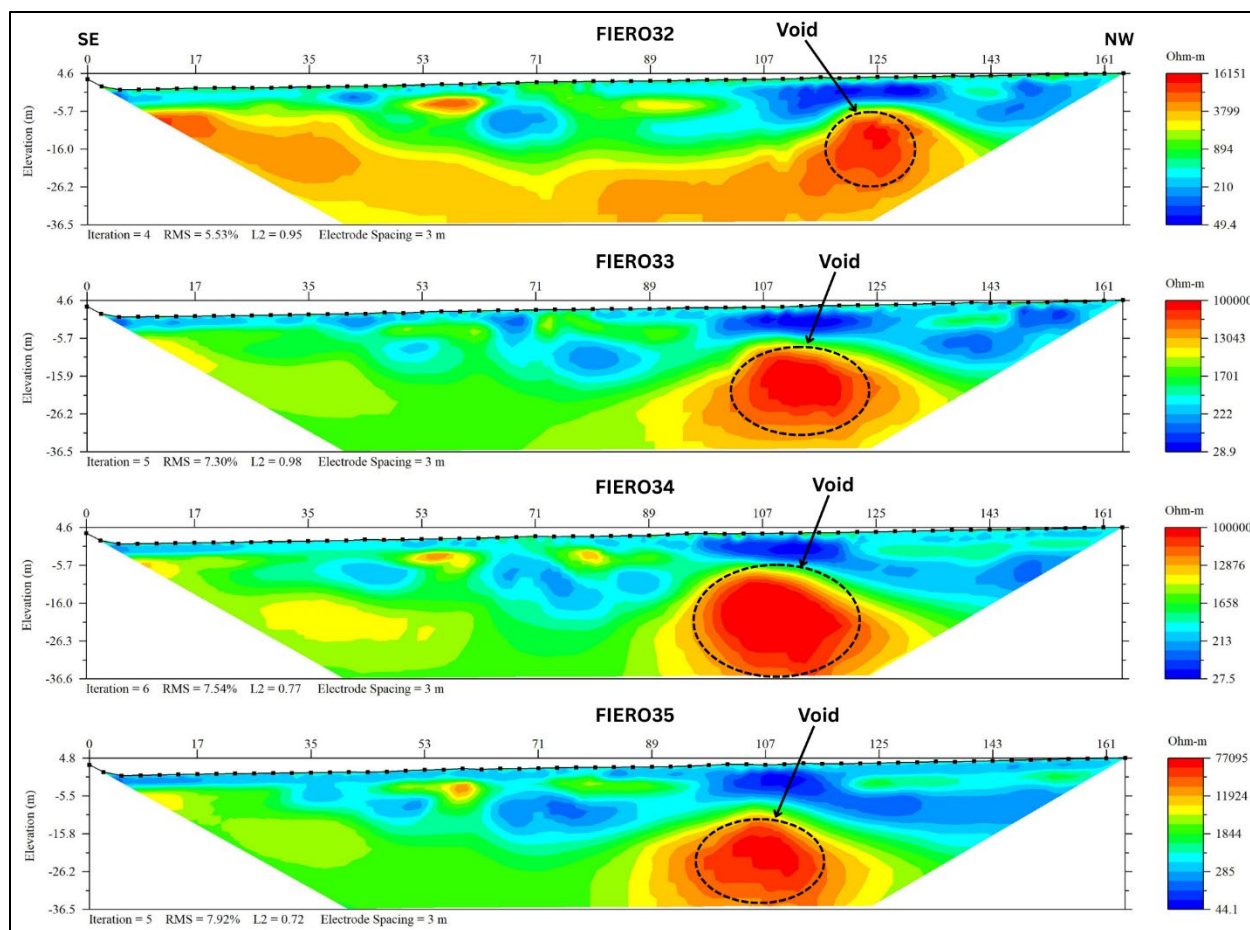 FIERO32
Void
SE
NW
0 17 35 53 71 89 107 125 143 161
Ohm-m
Elevation (m)
4.6
-5.7
-16.0
-26.2
-36.5
16151
3799
894
210
49.4
Iteration = 4 RMS = 5.53% L2 = 0.95 Electrode Spacing = 3 m
FIERO33
Void
0 17 35 53 71 89 107 125 143 161
Ohm-m
Elevation (m)
4.6
-5.7
-15.9
-26.2
-36.5
100000
13043
1701
222
28.9
Iteration = 5 RMS = 7.30% L2 = 0.98 Electrode Spacing = 3 m
FIERO34
Void
0 17 35 53 71 89 107 125 143 161
Ohm-m
Elevation (m)
4.6
-5.7
-16.0
-26.3
-36.6
100000
12876
1658
213
27.5
Iteration = 6 RMS = 7.54% L2 = 0.77 Electrode Spacing = 3 m
FIERO35
Void
0 17 35 53 71 89 107 125 143 161
Ohm-m
Elevation (m)
4.8
-5.5
-15.8
-26.2
-36.5
77095
11924
1844
285
44.1
Iteration = 5 RMS = 7.92% L2 = 0.72 Electrode Spacing = 3 m